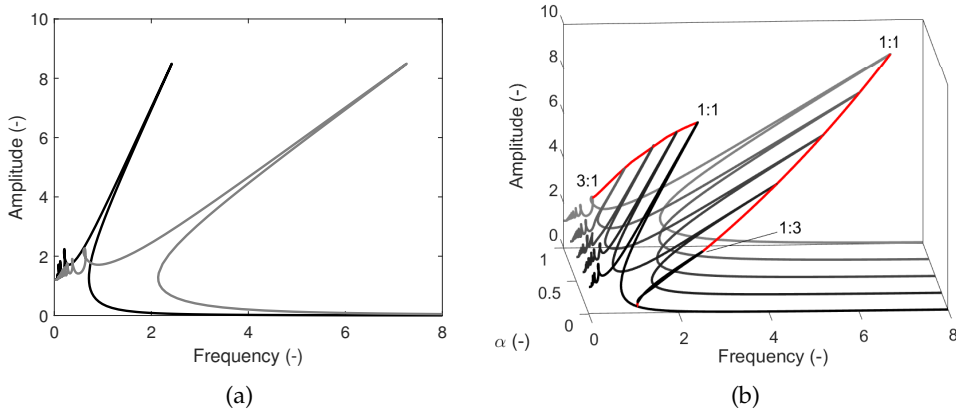 10
8
6
4
2
0
Amplitude (-)
0 2 4 6 8
Frequency (-)
(a)
10
8
6
4
2
0
Amplitude (-)
1:1
1:1
3:1
1:3
1
0.5
0
α (-)
0 2 4 6 8
Frequency (-)
(b)